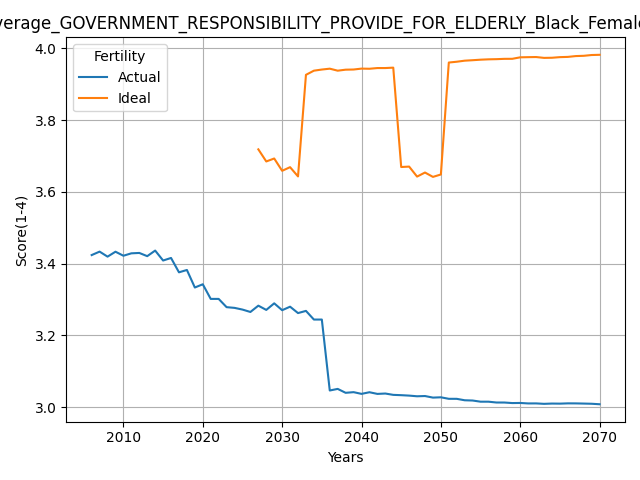 verage_GOVERNMENT_RESPONSIBILITY_PROVIDE_FOR_ELDERLY_Black_Female
Fertility
Actual
Ideal
4.0
3.8
3.6
3.4
3.2
3.0
Score(1-4)
2010 2020 2030 2040 2050 2060 2070
Years